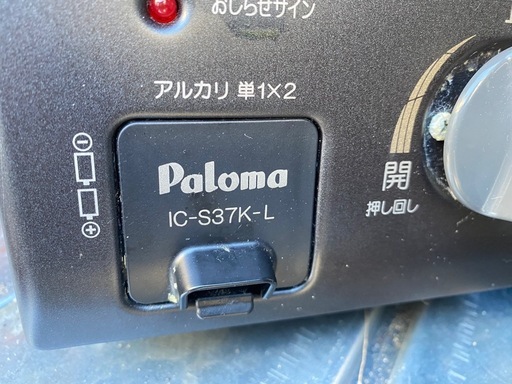 おしらせサイン
アルカリ 単1×2
Paloma
IC-S37K-L
開
押し回し